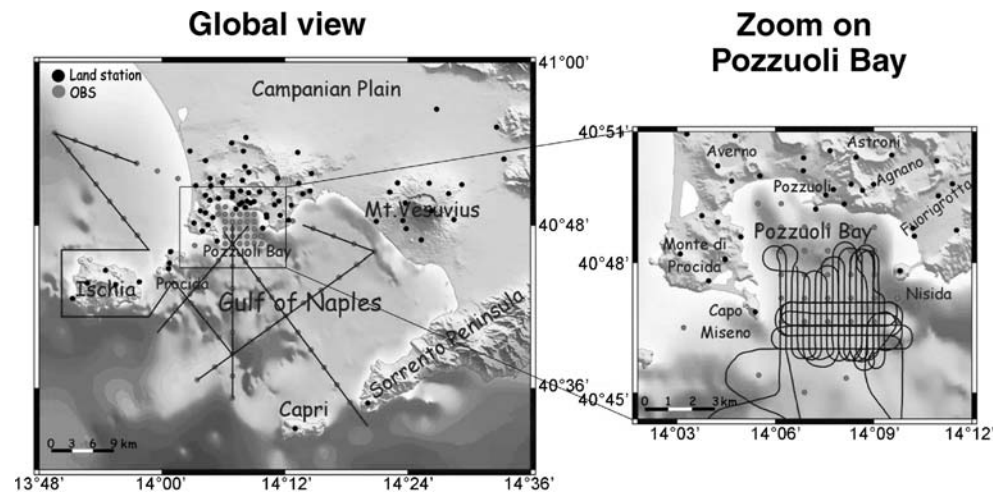 Global view
Zoom on
Pozzuoli Bay
Land station
OBS
Campanian Plain
Mt.Vesuvius
Pozzuoli Bay
Ischia
Procida
Gulf of Naples
Sorrento Peninsula
Capri
0 3 6 9 km
41°00'
40°48'
40°36'
13°48' 14°00' 14°12' 14°24' 14°36'
40°51'
40°48'
40°45'
Averno
Astroni
Agnano
Pozzuoli
Fuorigrotta
Pozzuoli Bay
Monte di
Procida
Nisida
Capo
Miseno
0 1 2 3 km
14°03' 14°06' 14°09' 14°12'